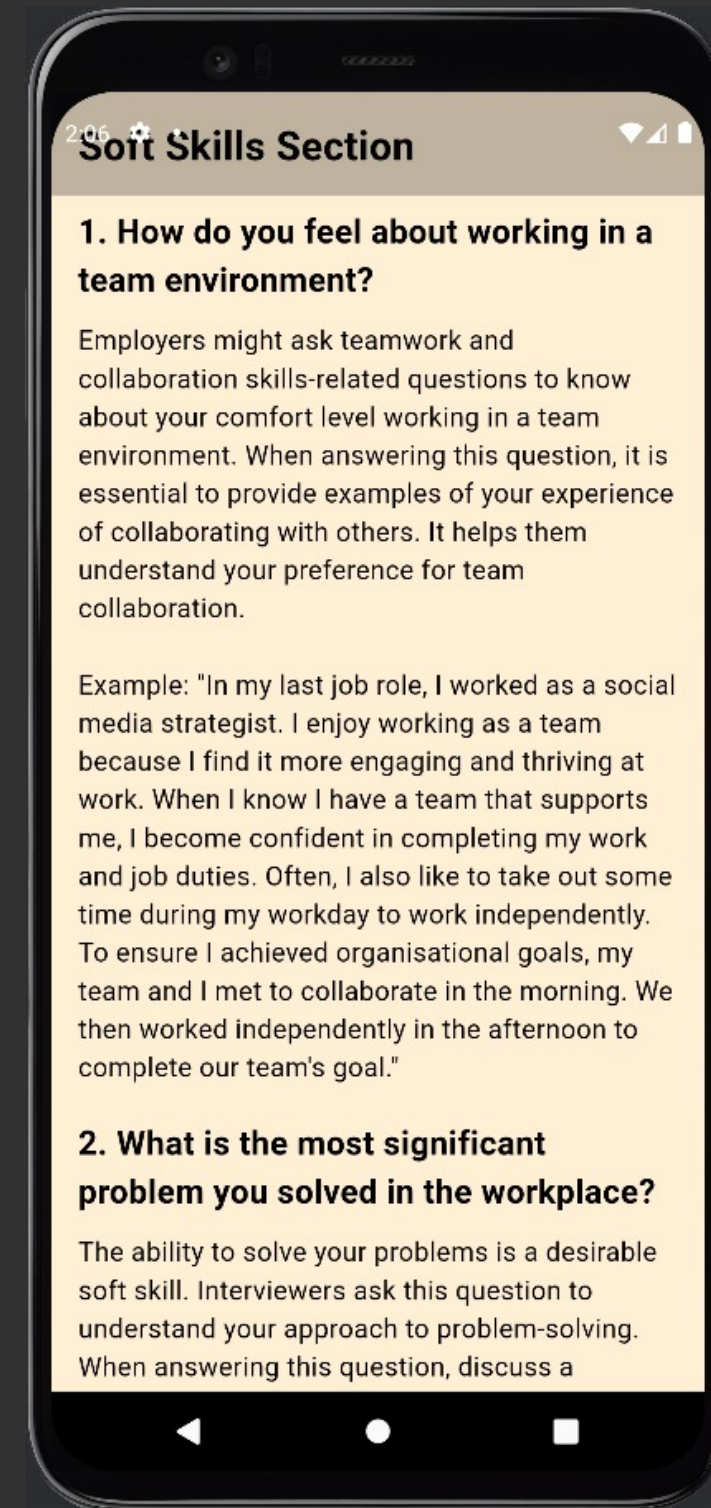 2:06
Soft Skills Section
1. How do you feel about working in a
team environment?
Employers might ask teamwork and
collaboration skills-related questions to know
about your comfort level working in a team
environment. When answering this question, it is
essential to provide examples of your experience
of collaborating with others. It helps them
understand your preference for team
collaboration.
Example: "In my last job role, I worked as a social
media strategist. I enjoy working as a team
because I find it more engaging and thriving at
work. When I know I have a team that supports
me, I become confident in completing my work
and job duties. Often, I also like to take out some
time during my workday to work independently.
To ensure I achieved organisational goals, my
team and I met to collaborate in the morning. We
then worked independently in the afternoon to
complete our team's goal."
2. What is the most significant
problem you solved in the workplace?
The ability to solve your problems is a desirable
soft skill. Interviewers ask this question to
understand your approach to problem-solving.
When answering this question, discuss a